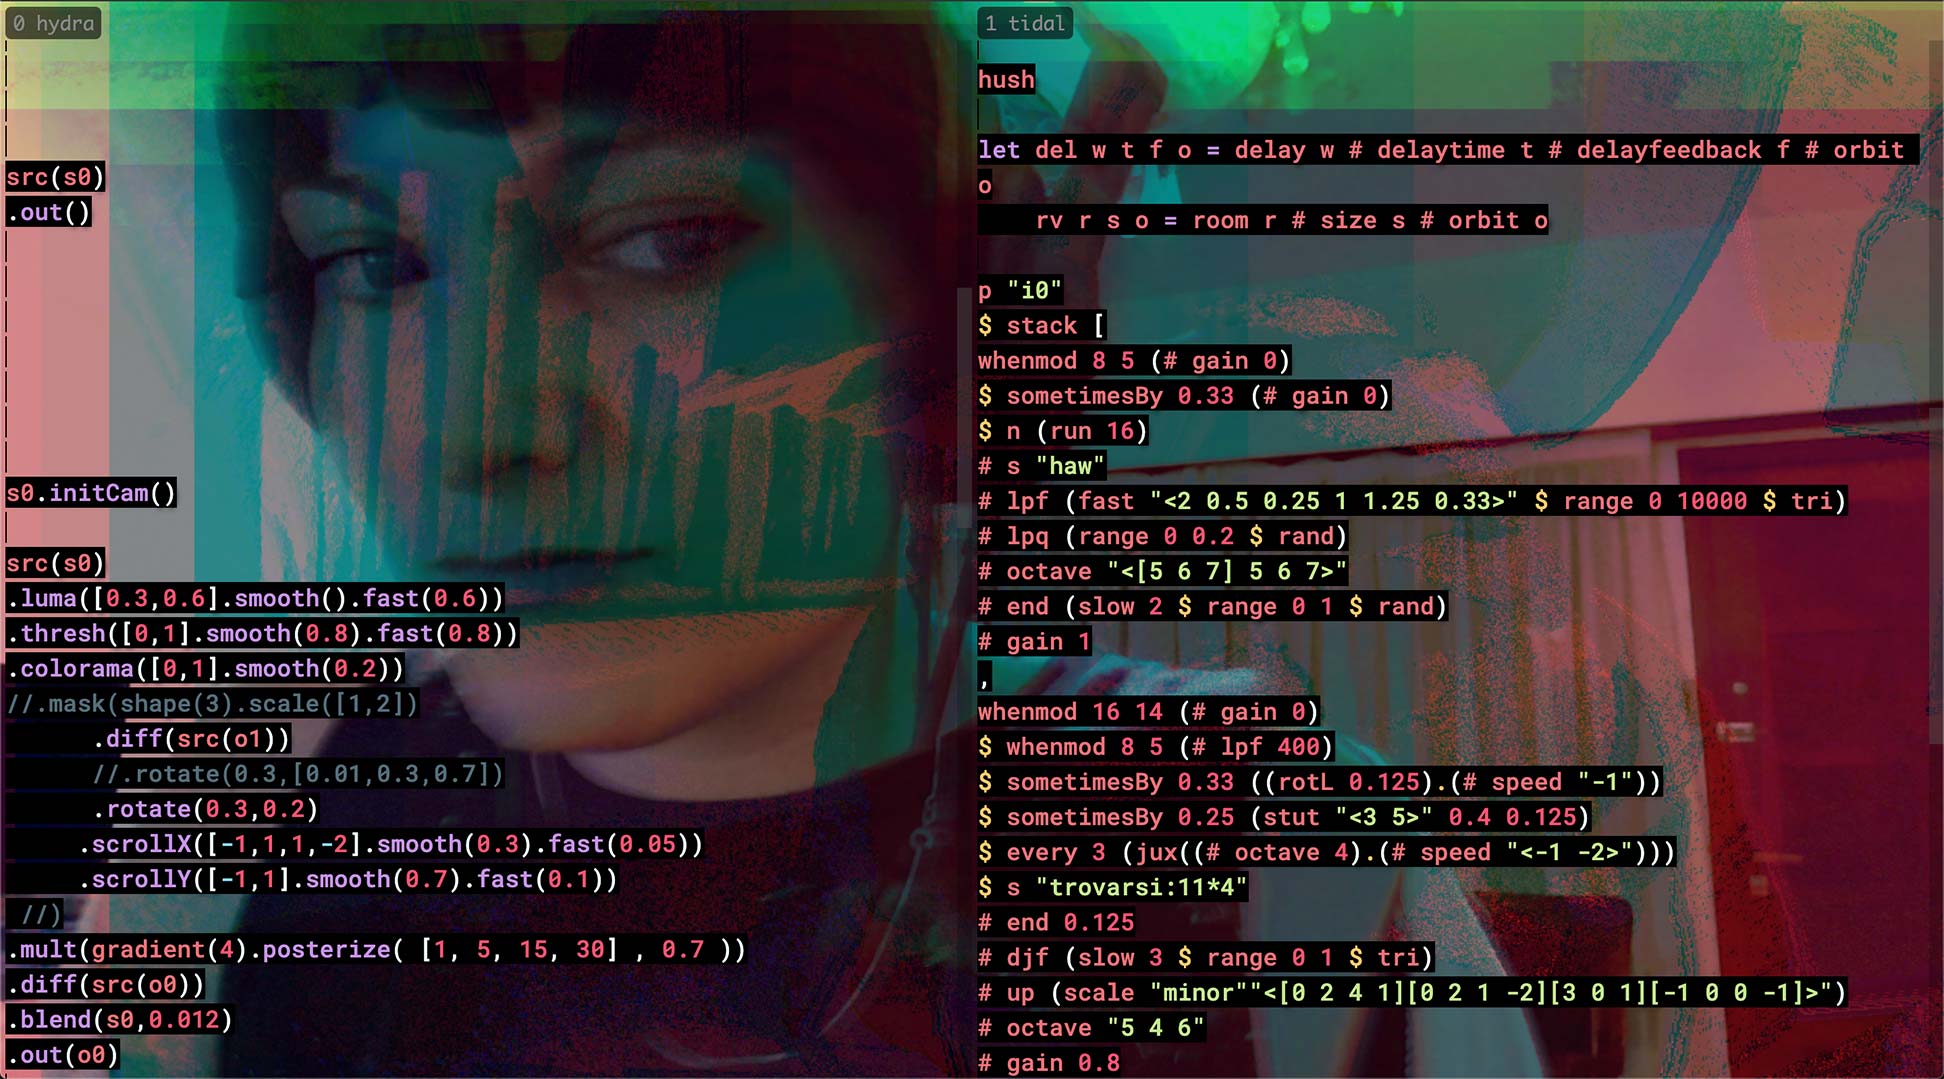 0 hydra
src(s0)
.out()
s0.initCam()
src(s0)
.luma([0.3,0.6].smooth().fast(0.6))
.thresh([0,1].smooth(0.8).fast(0.8))
.colorama([0,1].smooth(0.2))
//.mask(shape(3).scale([1,2])
.diff(src(o1))
//.rotate(0.3,[0.01,0.3,0.7])
.rotate(0.3,0.2)
.scrollX([-1,1,1,-2].smooth(0.3).fast(0.05))
.scrollY([-1,1].smooth(0.7).fast(0.1))
//)
.mult(gradient(4).posterize( [1, 5, 15, 30] , 0.7 ))
.diff(src(o0))
.blend(s0,0.012)
.out(o0)
1 tidal
hush
let del w t f o = delay w # delaytime t # delayfeedback f # orbit
o
rv r s o = room r # size s # orbit o
p "i0"
$ stack [
whenmod 8 5 (# gain 0)
$ sometimesBy 0.33 (# gain 0)
$ n (run 16)
# s "haw"
# lpf (fast "<2 0.5 0.25 1 1.25 0.33>" $ range 0 10000 $ tri)
# lpq (range 0 0.2 $ rand)
# octave "<[5 6 7] 5 6 7>"
# end (slow 2 $ range 0 1 $ rand)
# gain 1
,
whenmod 16 14 (# gain 0)
$ whenmod 8 5 (# lpf 400)
$ sometimesBy 0.33 ((rotL 0.125).(# speed "-1"))
$ sometimesBy 0.25 (stut "<3 5>" 0.4 0.125)
$ every 3 (jux((# octave 4).(# speed "<-1 -2>")))
$ s "trovarsi:11*4"
# end 0.125
# djf (slow 3 $ range 0 1 $ tri)
# up (scale "minor""<[0 2 4 1][0 2 1 -2][3 0 1][-1 0 0 -1]>")
# octave "5 4 6"
# gain 0.8